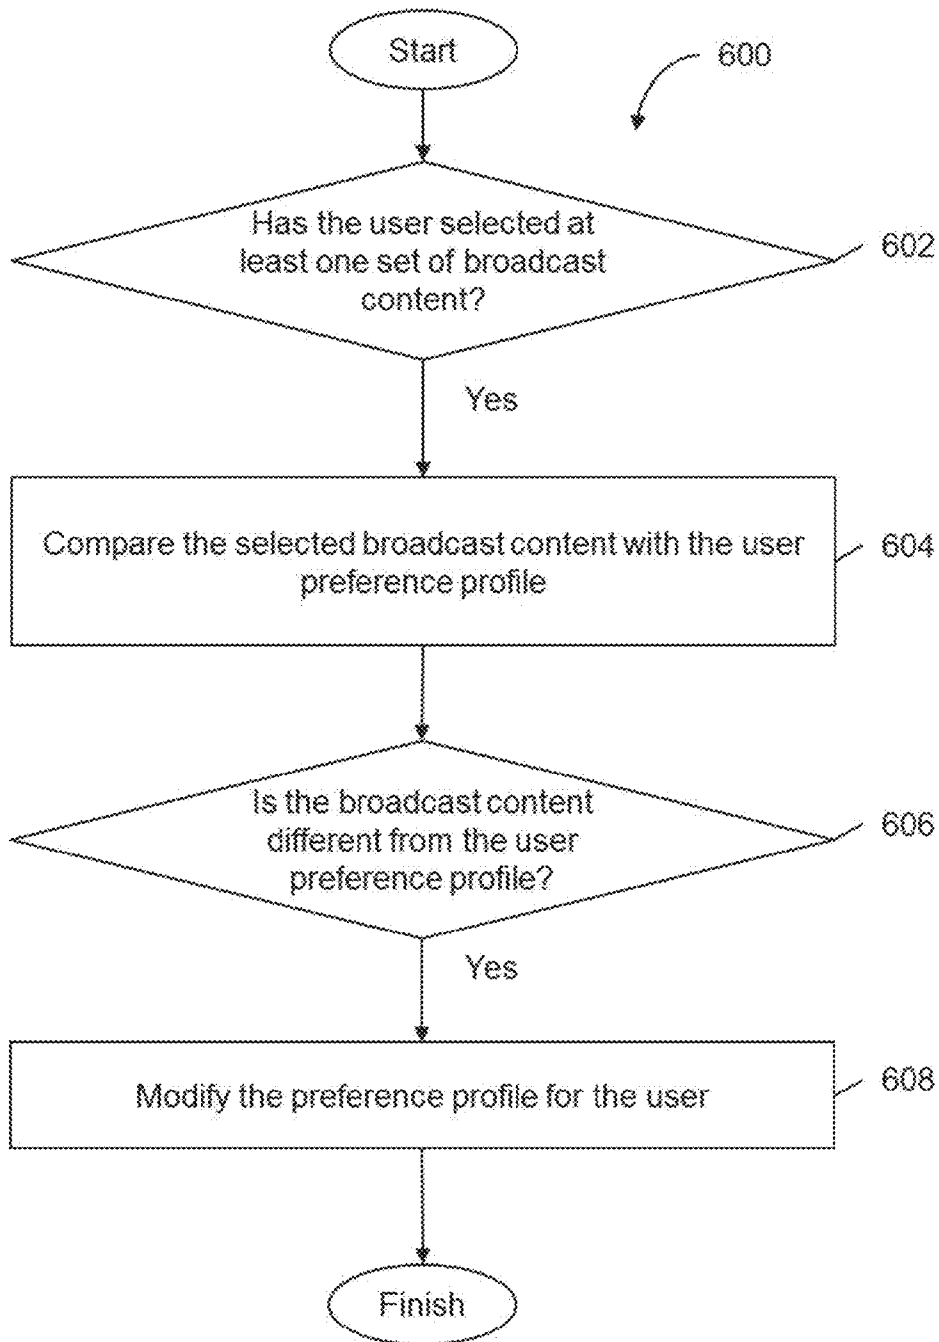 Start
600
Has the user selected at
least one set of broadcast
content?
602
Yes
Compare the selected broadcast content with the user
preference profile
604
Is the broadcast content
different from the user
preference profile?
606
Yes
Modify the preference profile for the user
608
Finish